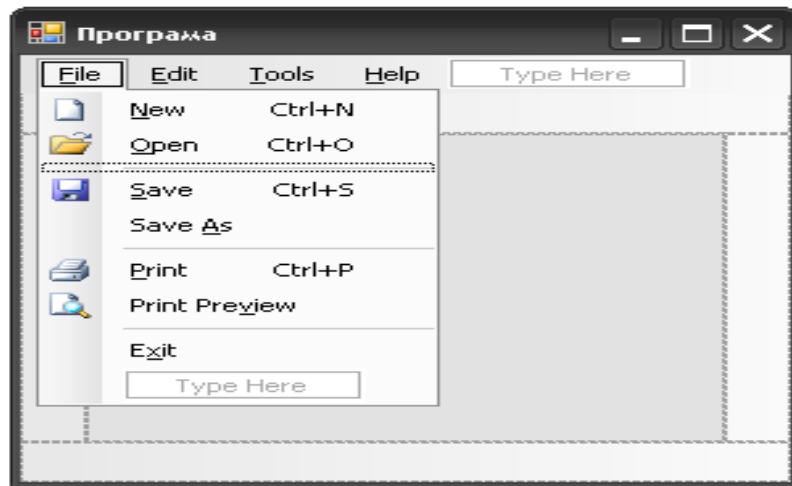 Програма
File Edit Tools Help Type Here
New Ctrl+N
Open Ctrl+O
Save Ctrl+S
Save As
Print Ctrl+P
Print Preview
Exit
Type Here